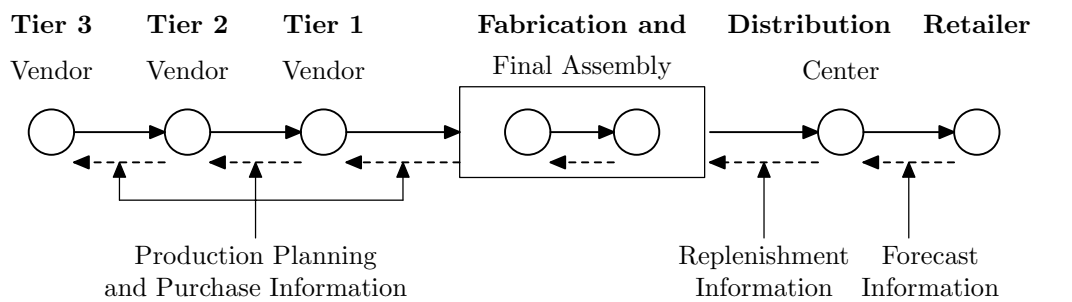 Tier 3
Vendor
Tier 2
Vendor
Tier 1
Vendor
Fabrication and
Final Assembly
Distribution
Center
Retailer
Production Planning
and Purchase Information
Replenishment
Information
Forecast
Information